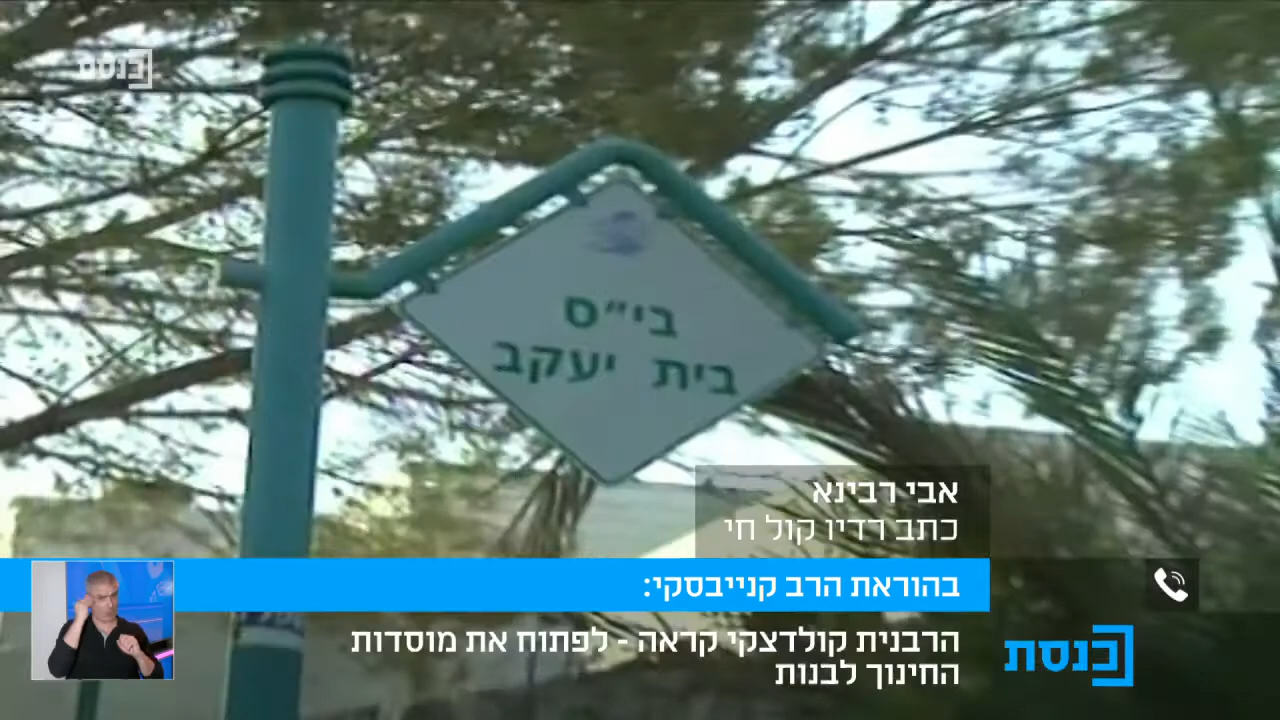 כנסת
בי״ס
בית יעקב
אבי רבינא
כתב רדיו קול חי
בהוראת הרב קנייבסקי:
הרבנית קולדצקי קראה - לפתוח את מוסדות
החינוך לבנות
כנסת